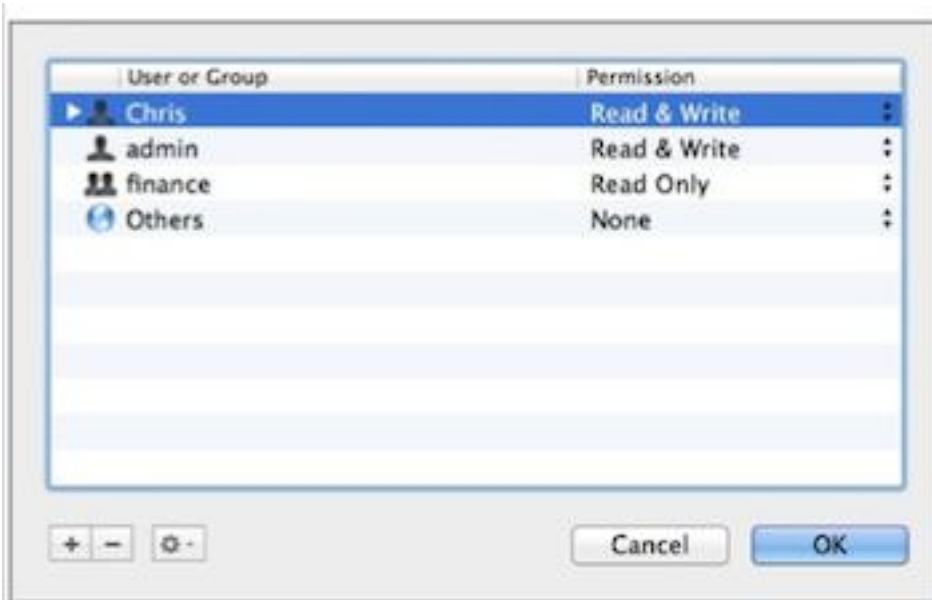 User or Group Permission
Chris Read & Write
admin Read & Write
finance Read Only
Others None
Cancel OK